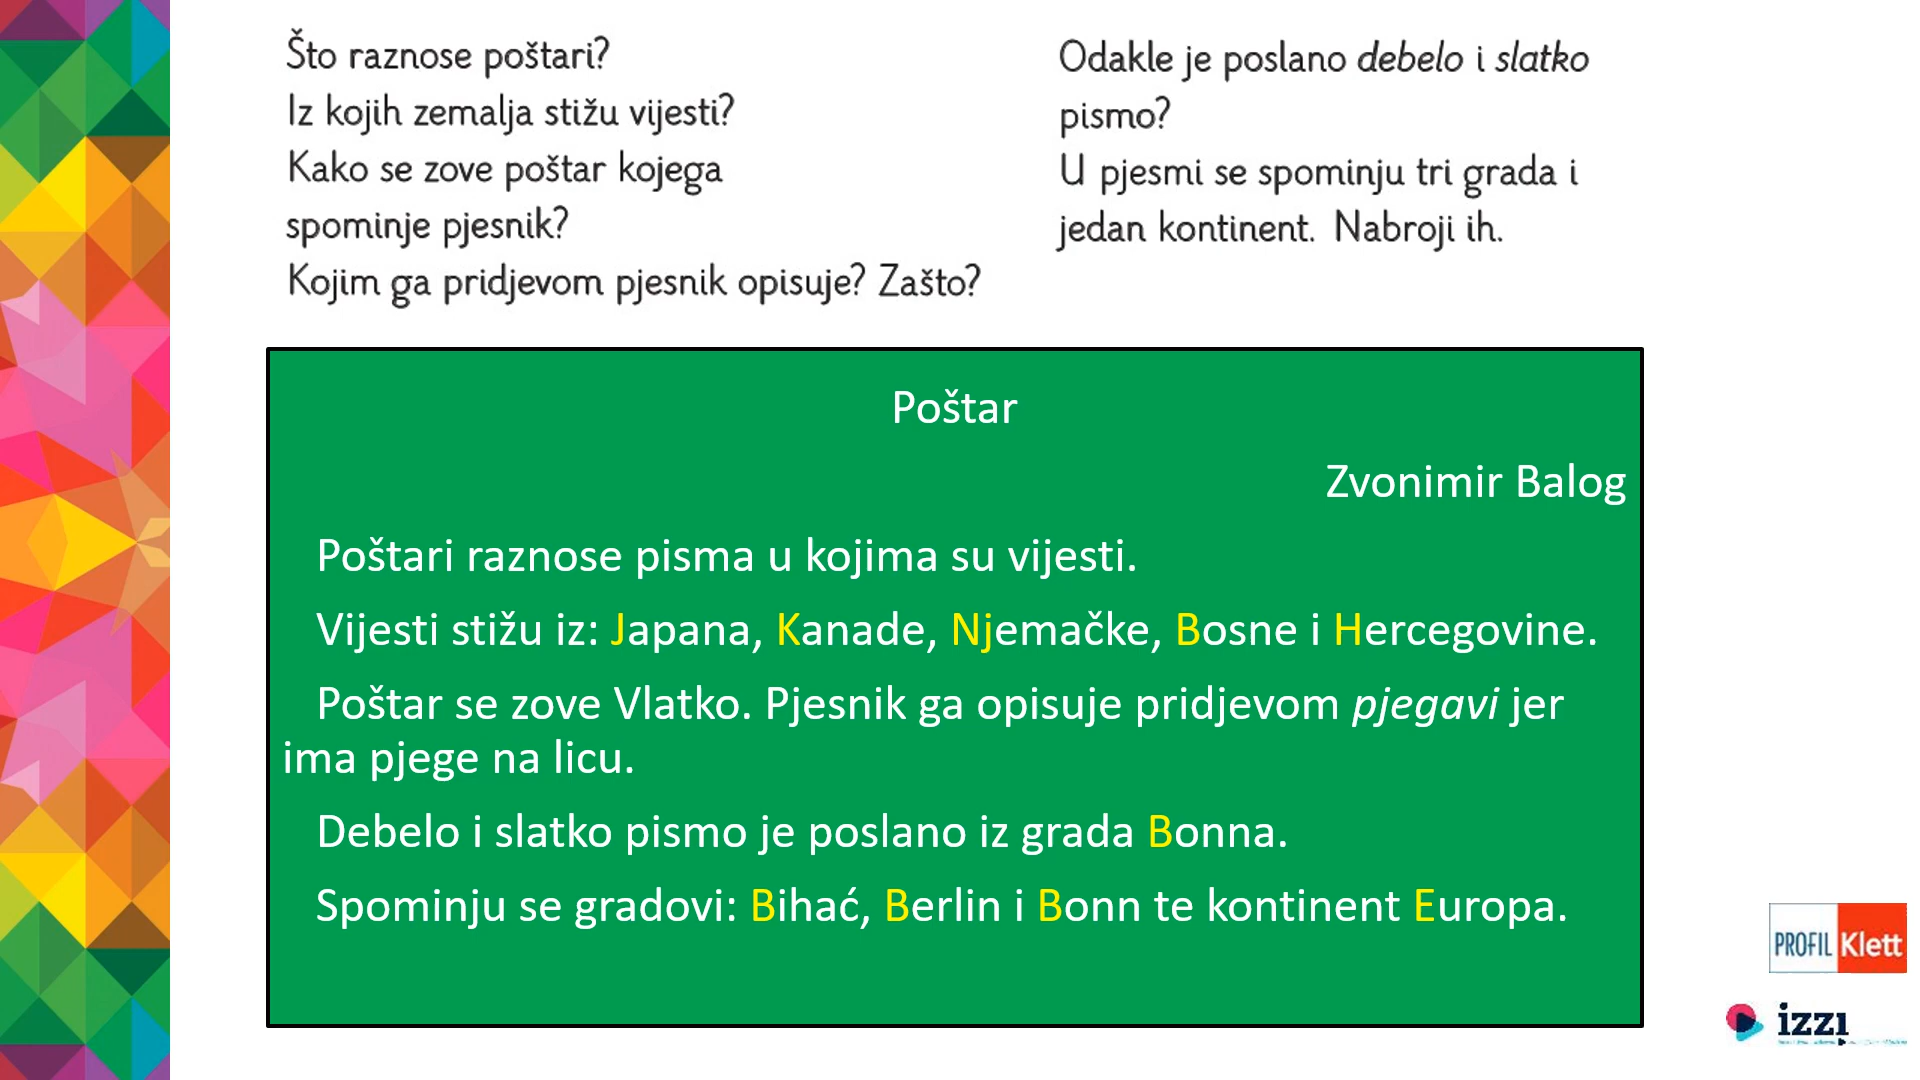 Što raznose poštari?
Iz kojih zemalja stižu vijesti?
Kako se zove poštar kojega
spominje pjesnik?
Kojim ga pridjevom pjesnik opisuje? Zašto?
Odakle je poslano debelo i slatko
pismo?
U pjesmi se spominju tri grada i
jedan kontinent. Nabroji ih.
Poštar
Zvonimir Balog
Poštari raznose pisma u kojima su vijesti.
Vijesti stižu iz: Japana, Kanade, Njemačke, Bosne i Hercegovine.
Poštar se zove Vlatko. Pjesnik ga opisuje pridjevom pjegavi jer
ima pjege na licu.
Debelo i slatko pismo je poslano iz grada Bonna.
Spominju se gradovi: Bihać, Berlin i Bonn te kontinent Europa.
PROFIL Klett
izzi